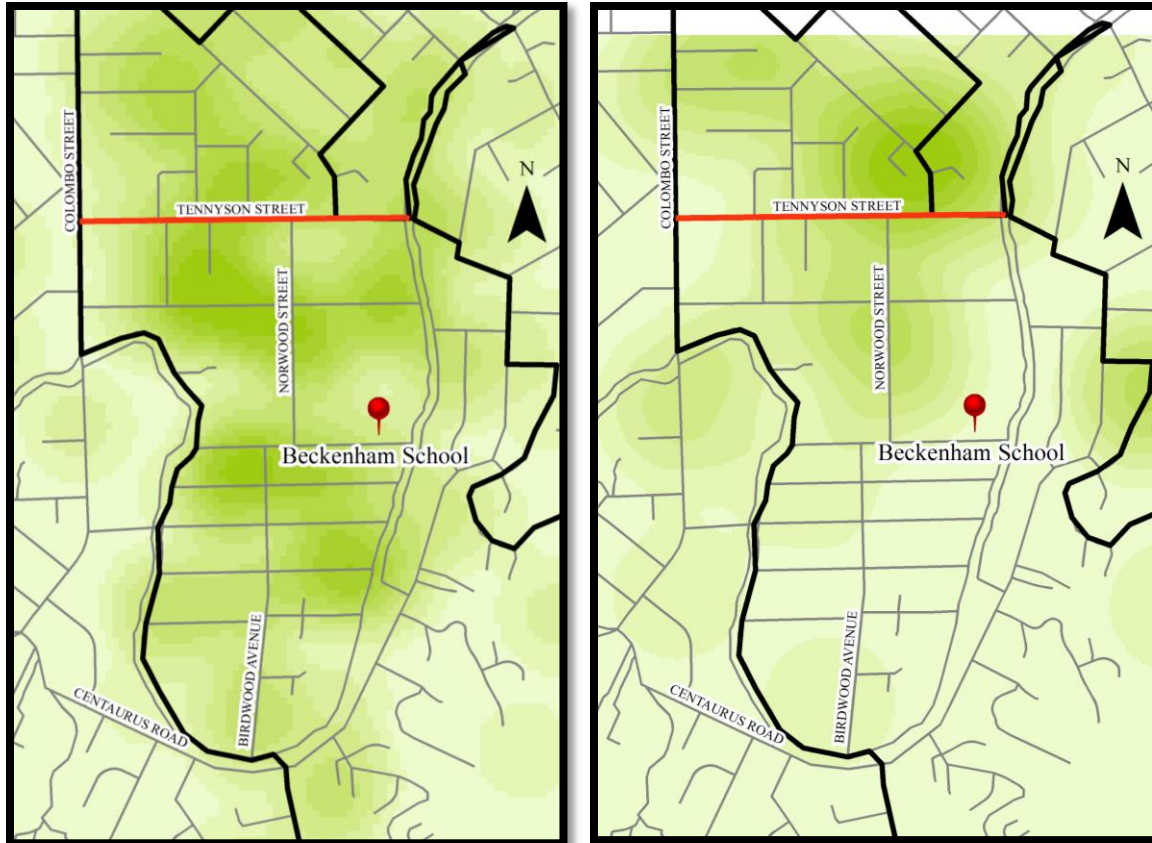 COLOMBO STREET
N
TENNYSON STREET
NORWOOD STREET
Beckenham School
BIRDWOOD AVENUE
CENTAURUS ROAD
COLOMBO STREET
N
TENNYSON STREET
NORWOOD STREET
Beckenham School
BIRDWOOD AVENUE
CENTAURUS ROAD